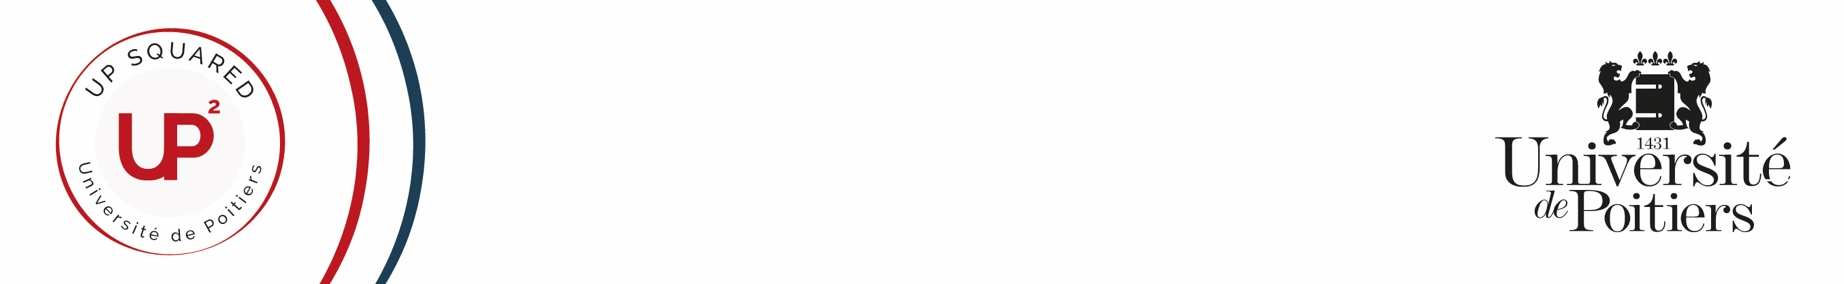 UP SQUARED
UP²
Université de Poitiers
1431
Université
de Poitiers